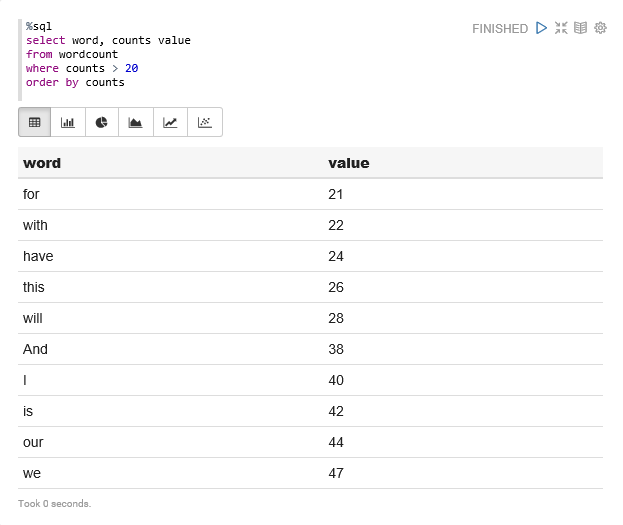 %sql
select word, counts value
from wordcount
where counts > 20
order by counts
FINISHED
word value
for 21
with 22
have 24
this 26
will 28
And 38
I 40
is 42
our 44
we 47
Took 0 seconds.